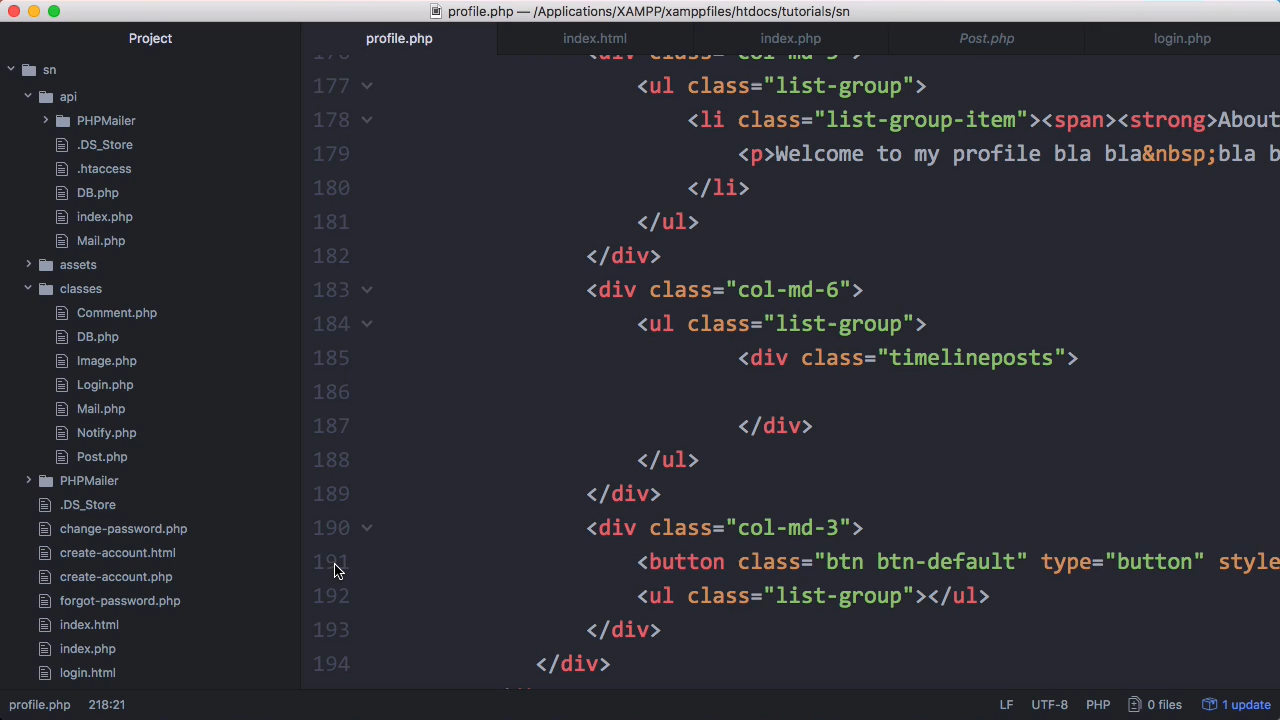 profile.php — /Applications/XAMPP/xamppfiles/htdocs/tutorials/sn
Project
profile.php
index.html
index.php
Post.php
login.php
sn
api
PHPMailer
.DS_Store
.htaccess
DB.php
index.php
Mail.php
assets
classes
Comment.php
DB.php
Image.php
Login.php
Mail.php
Notify.php
Post.php
PHPMailer
.DS_Store
change-password.php
create-account.html
create-account.php
forgot-password.php
index.html
index.php
login.html
176 <div class="col-md-3">
177 <ul class="list-group">
178 <li class="list-group-item"><span><strong>About
179 <p>Welcome to my profile bla bla&nbsp;bla b
180 </li>
181 </ul>
182 </div>
183 <div class="col-md-6">
184 <ul class="list-group">
185 <div class="timelineposts">
186
187 </div>
188 </ul>
189 </div>
190 <div class="col-md-3">
191 <button class="btn btn-default" type="button" style
192 <ul class="list-group"></ul>
193 </div>
194 </div>
profile.php 218:21
LF UTF-8 PHP 0 files 1 update